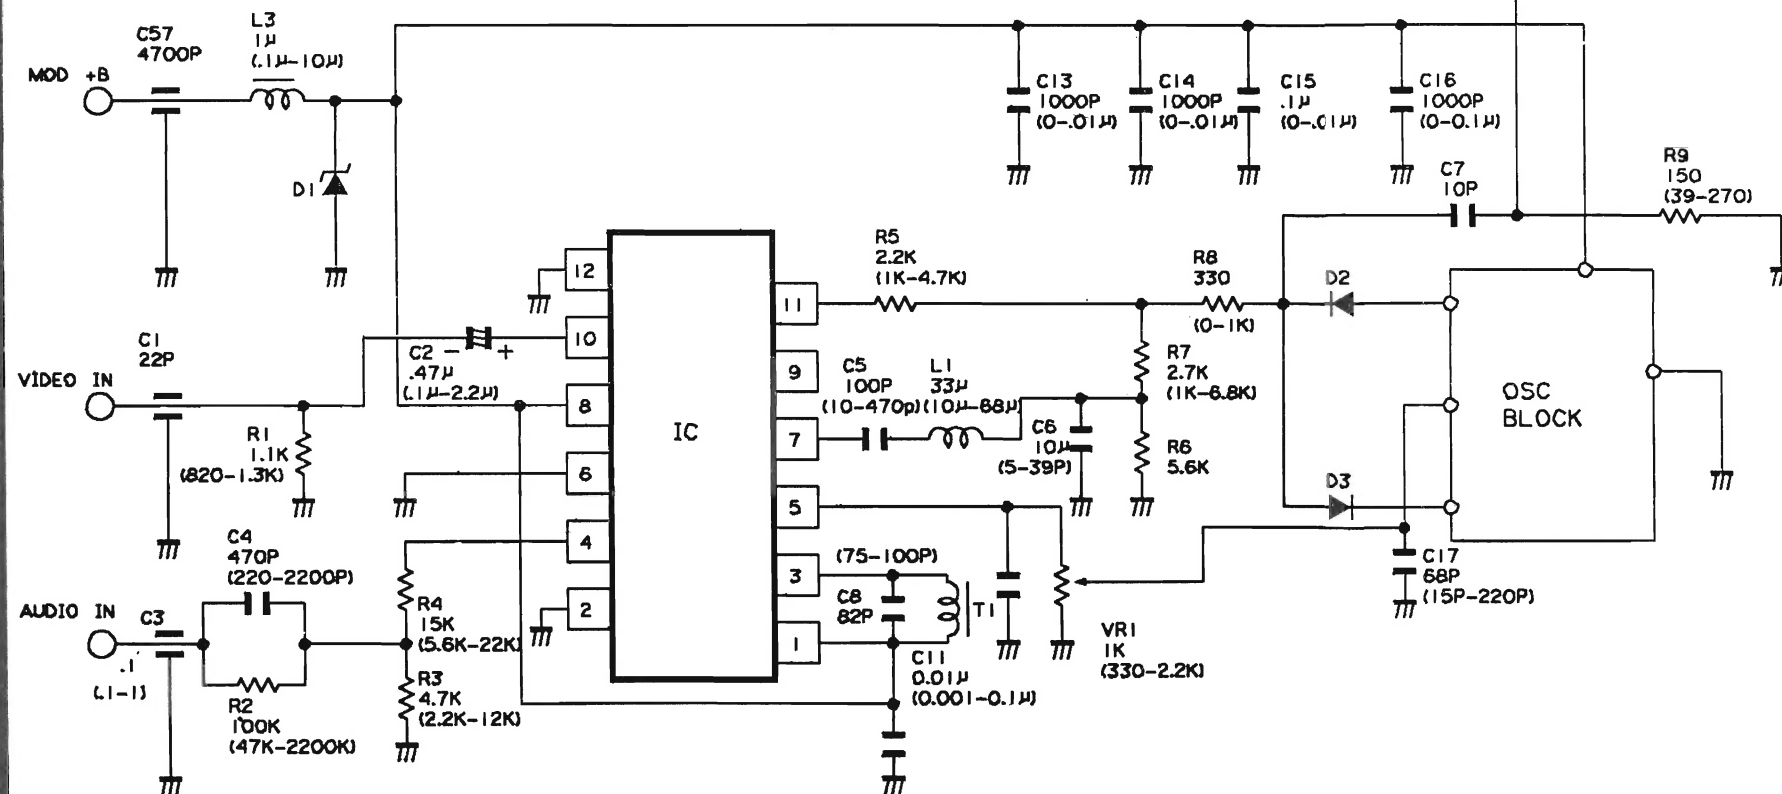 C57
4700P
L3
1μ
(.1μ-10μ)
MOD +B
D1
C13
1000P
(0-.01μ)
C14
1000P
(0-.01μ)
C15
.1μ
(0-.01μ)
C16
1000P
(0-0.1μ)
C7
10P
R9
150
(39-270)
C1
22P
VIDEO IN
R1
1.1K
(820-1.3K)
C2
- +
.47μ
(.1μ-2.2μ)
12
10
8
6
4
2
IC
11
9
7
5
3
1
R5
2.2K
(1K-4.7K)
R8
330
(0-1K)
D2
R7
2.7K
(1K-6.8K)
C5
100P
(10-470p)
L1
33μ
(10μ-68μ)
C6
10μ
(5-39P)
R6
5.6K
D3
OSC
BLOCK
C17
68P
(15P-220P)
C4
470P
(220-2200P)
AUDIO IN
C3
.1
(.1-1)
R2
100K
(47K-2200K)
R4
15K
(5.6K-22K)
R3
4.7K
(2.2K-12K)
(75-100P)
C8
82P
T1
C11
0.01μ
(0.001-0.1μ)
VR1
1K
(330-2.2K)